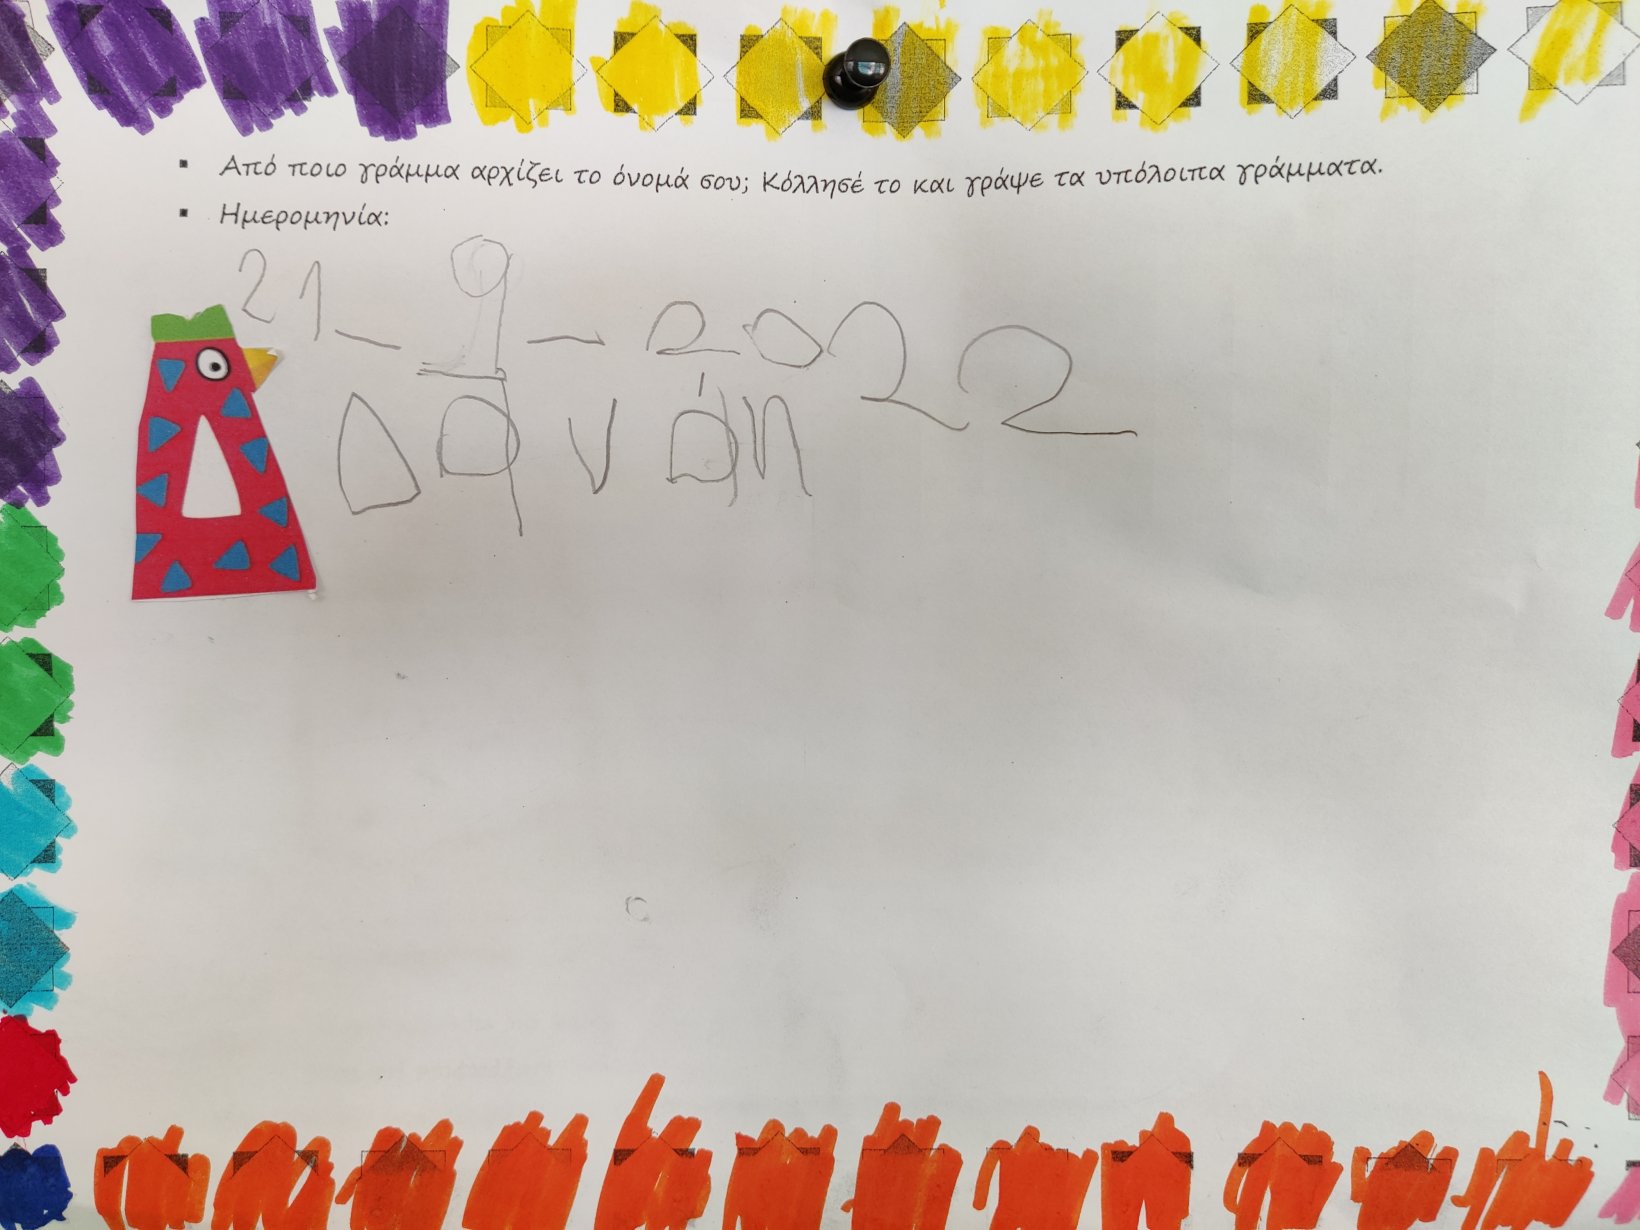 Από ποιο γράμμα αρχίζει το όνομά σου; Κόλλησέ το και γράψε τα υπόλοιπα γράμματα.
Ημερομηνία:
21-9-2022
Δ Δανάη